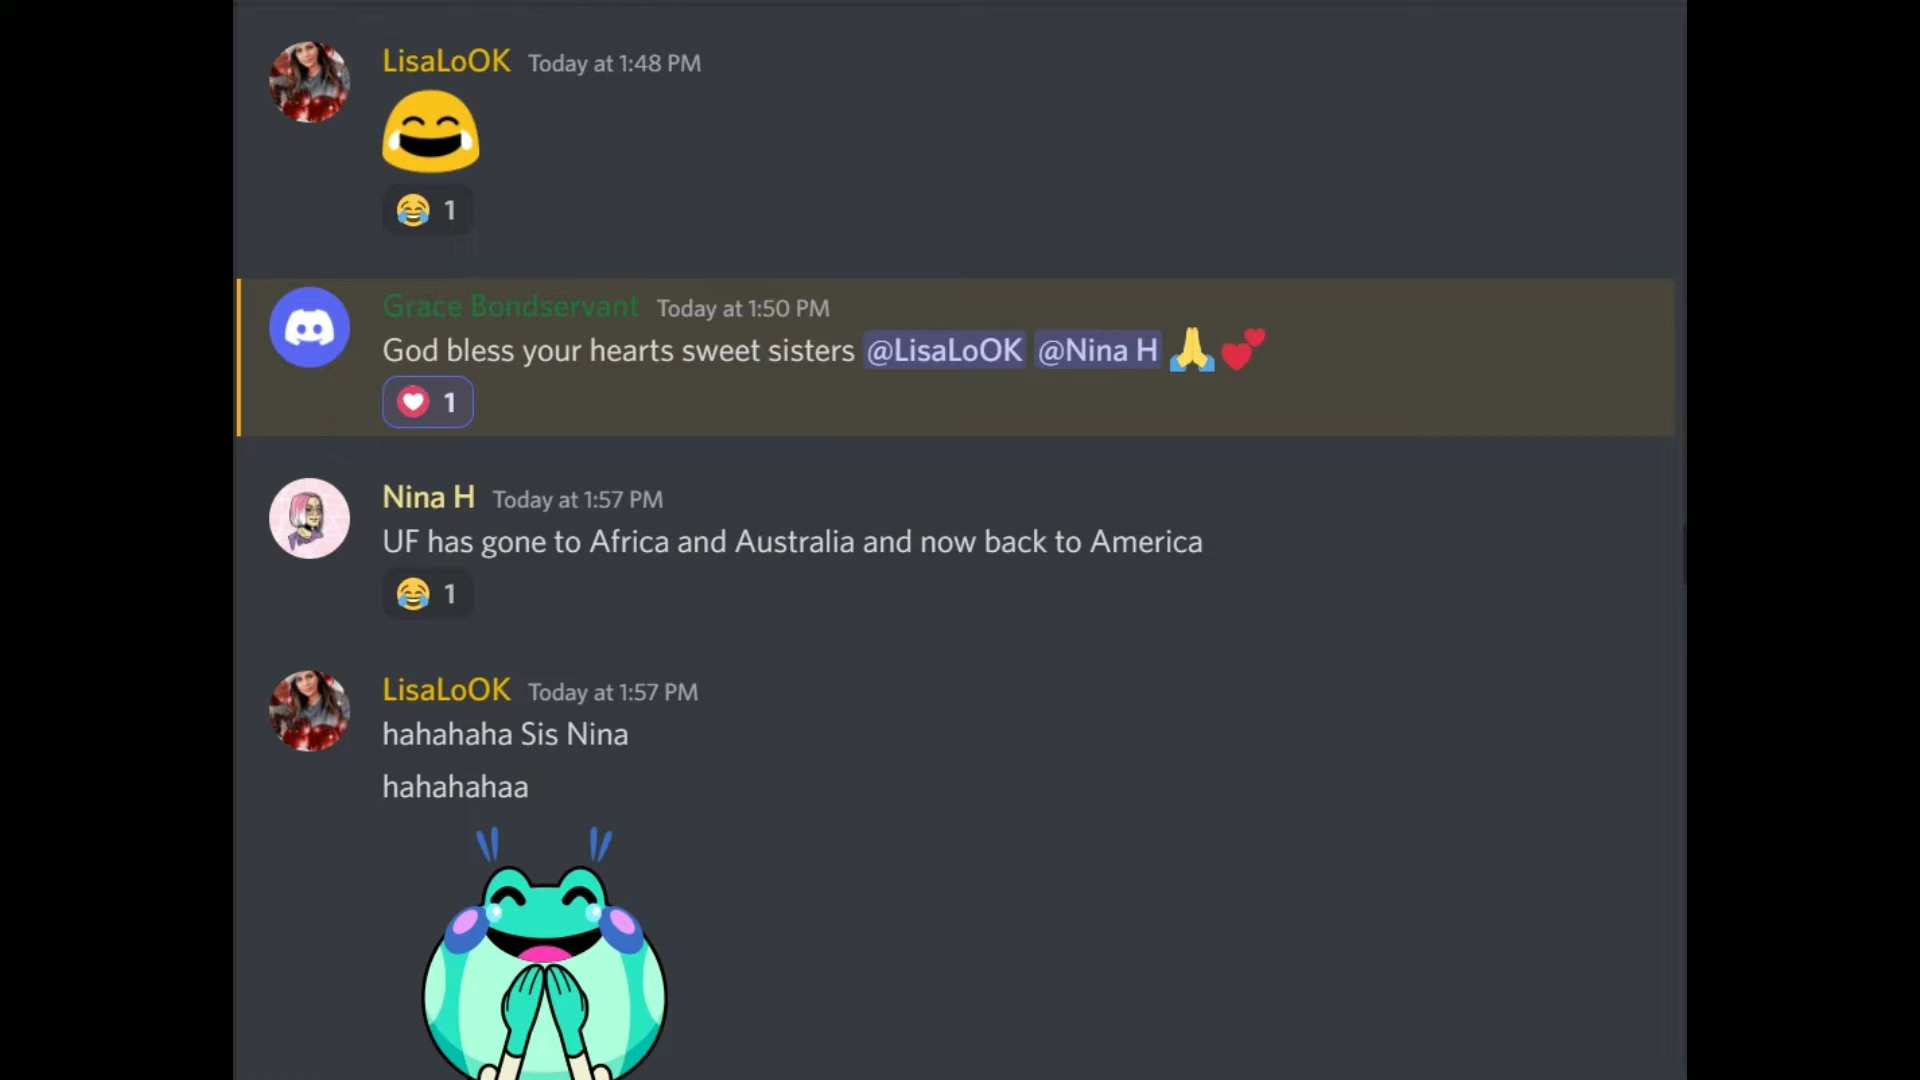 LisaLoOK Today at 1:48 PM
1
Grace Bondservant Today at 1:50 PM
God bless your hearts sweet sisters @LisaLoOK @Nina H 🙏💕
1
Nina H Today at 1:57 PM
UF has gone to Africa and Australia and now back to America
1
LisaLoOK Today at 1:57 PM
hahahaha Sis Nina
hahahahaa